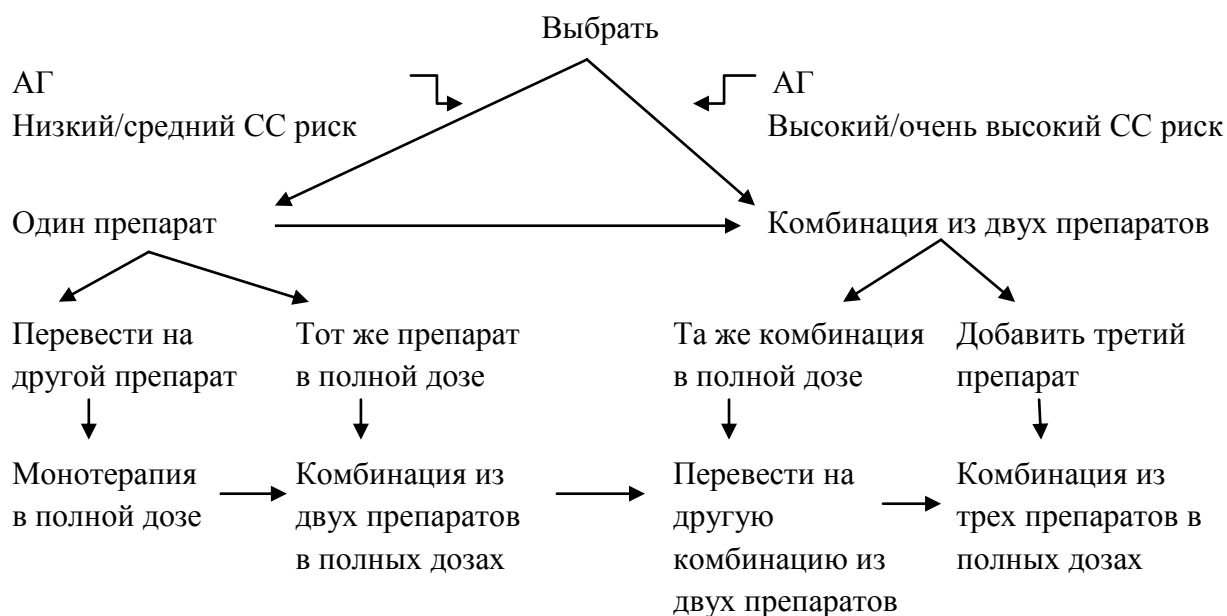 Выбрать
АГ
Низкий/средний СС риск
АГ
Высокий/очень высокий СС риск
Один препарат
Комбинация из двух препаратов
Перевести на
другой препарат
Тот же препарат
в полной дозе
Та же комбинация
в полной дозе
Добавить третий
препарат
Монотерапия
в полной дозе
Комбинация из
двух препаратов
в полных дозах
Перевести на
другую
комбинацию из
двух препаратов
Комбинация из
трех препаратов в
полных дозах